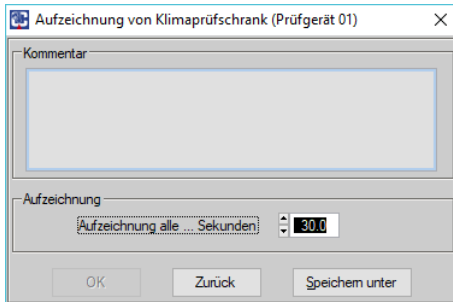 Aufzeichnung von Klimaprüfschrank (Prüfgerät 01)
Kommentar
Aufzeichnung
Aufzeichnung alle ... Sekunden 30.0
OK Zurück Speichern unter